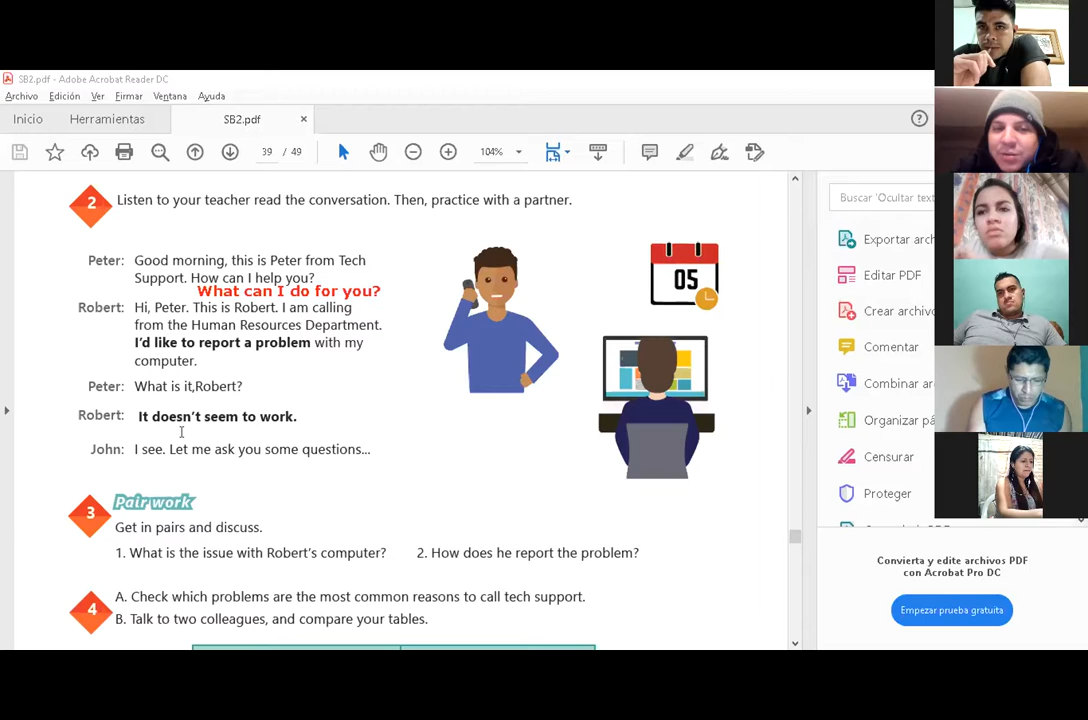 SB2.pdf - Adobe Acrobat Reader DC
Archivo Edición Ver Firmar Ventana Ayuda
Inicio Herramientas SB2.pdf ×
39 / 49 104%
2 Listen to your teacher read the conversation. Then, practice with a partner.
Peter: Good morning, this is Peter from Tech
Support. How can I help you?
What can I do for you?
Robert: Hi, Peter. This is Robert. I am calling
from the Human Resources Department.
I'd like to report a problem with my
computer.
Peter: What is it,Robert?
Robert: It doesn't seem to work.
John: I see. Let me ask you some questions...
05
3 Pair work
Get in pairs and discuss.
1. What is the issue with Robert's computer? 2. How does he report the problem?
4 A. Check which problems are the most common reasons to call tech support.
B. Talk to two colleagues, and compare your tables.
Buscar 'Ocultar text
Exportar arch
Editar PDF
Crear archivo
Comentar
Combinar ar
Organizar pá
Censurar
Proteger
Convierta y edite archivos PDF
con Acrobat Pro DC
Empezar prueba gratuita